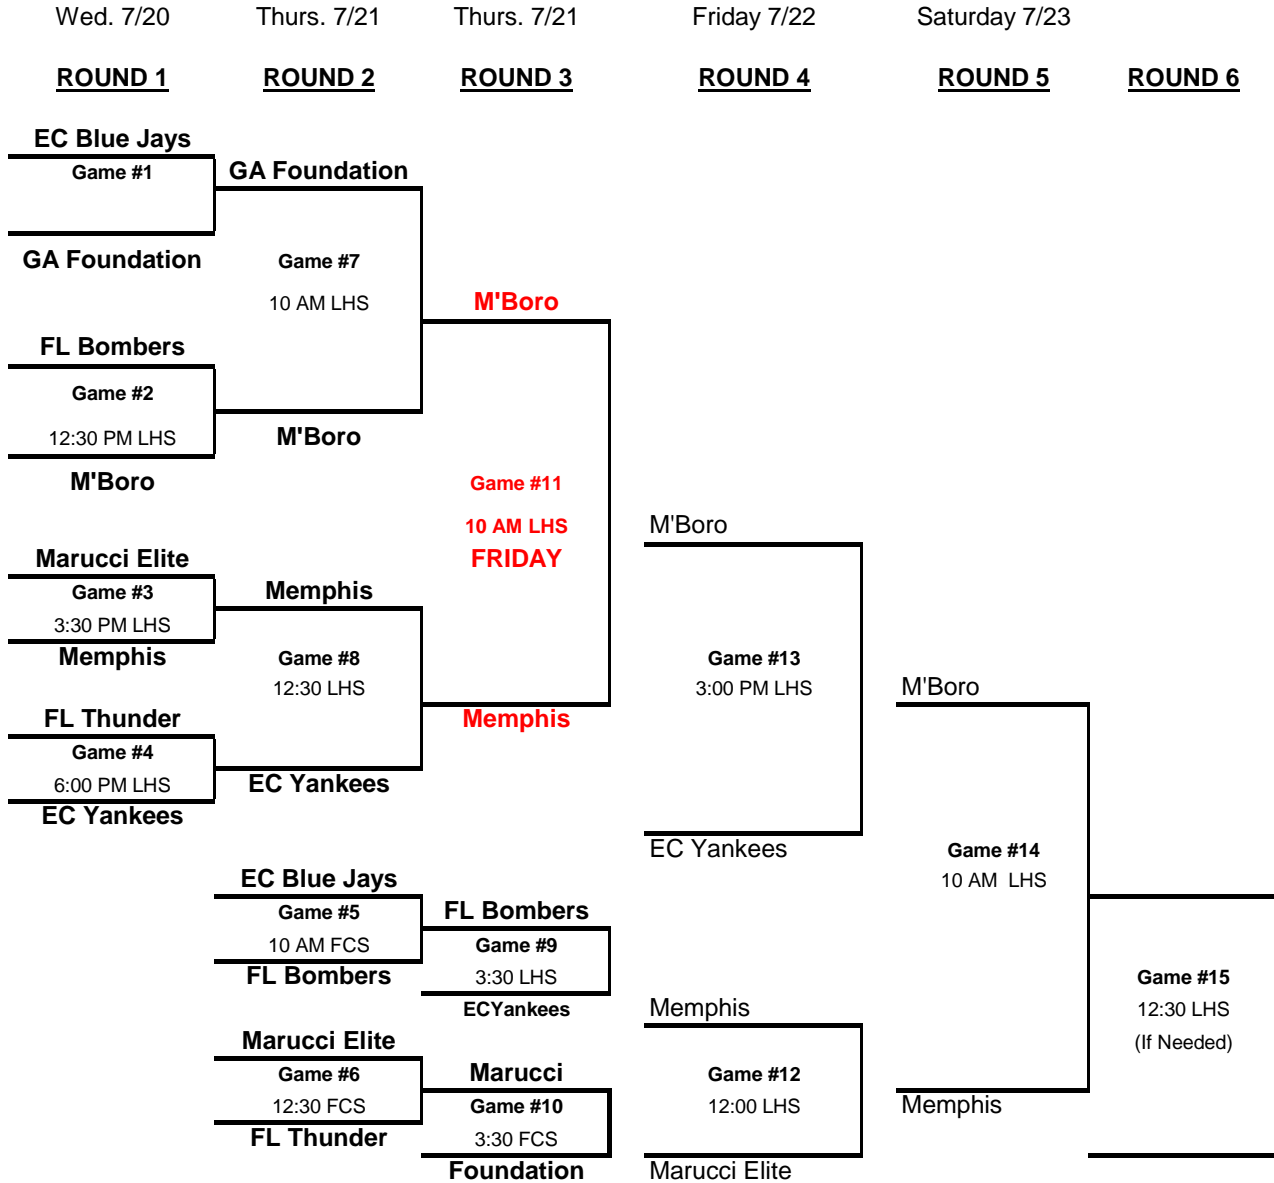 Wed. 7/20 Thurs. 7/21 Thurs. 7/21 Friday 7/22 Saturday 7/23
ROUND 1 ROUND 2 ROUND 3 ROUND 4 ROUND 5 ROUND 6
EC Blue Jays
Game #1
GA Foundation
GA Foundation
Game #7
10 AM LHS
M'Boro
FL Bombers
Game #2
12:30 PM LHS
M'Boro
M'Boro
Game #11
10 AM LHS
FRIDAY
M'Boro
Marucci Elite
Game #3
3:30 PM LHS
Memphis
Memphis
Game #8
12:30 LHS
Game #13
3:00 PM LHS
M'Boro
Memphis
FL Thunder
Game #4
6:00 PM LHS
EC Yankees
EC Yankees
EC Yankees
Game #14
10 AM LHS
EC Blue Jays
Game #5
10 AM FCS
FL Bombers
FL Bombers
Game #9
3:30 LHS
ECYankees
Memphis
Game #15
12:30 LHS
(If Needed)
Marucci Elite
Game #6
12:30 FCS
FL Thunder
Marucci
Game #10
3:30 FCS
Foundation
Game #12
12:00 LHS
Marucci Elite
Memphis